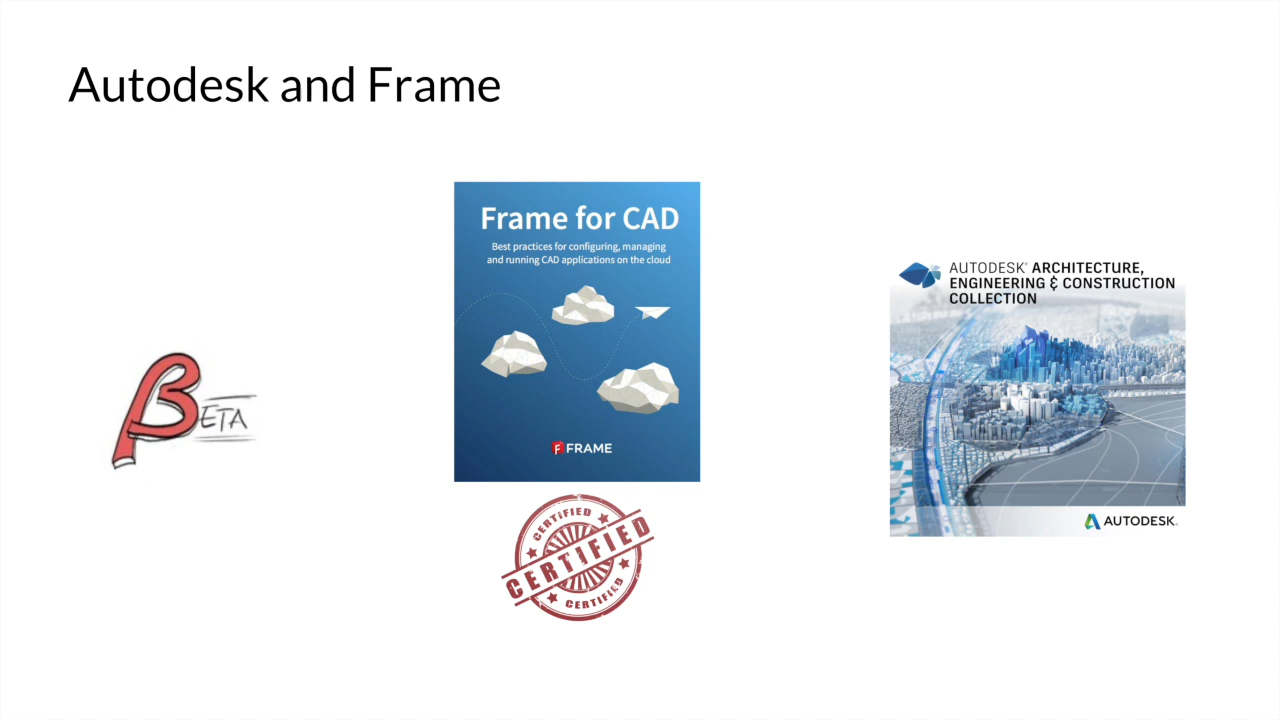 Autodesk and Frame
Frame for CAD
Best practices for configuring, managing
and running CAD applications on the cloud
FRAME
CERTIFIED
CERTIFIED
CERTIFIED
βETA
AUTODESK® ARCHITECTURE,
ENGINEERING & CONSTRUCTION
COLLECTION
AUTODESK.